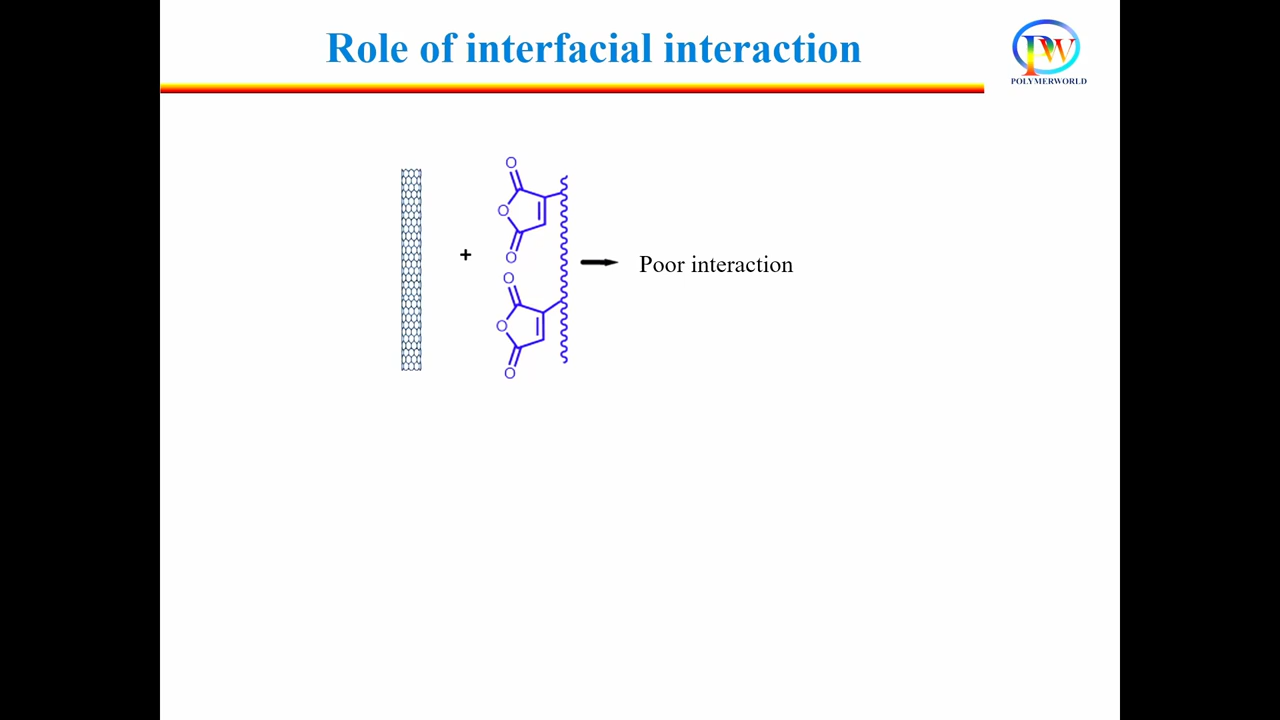 Role of interfacial interaction
PW
POLYMERWORLD
O
O
O
+
O
O
O
Poor interaction